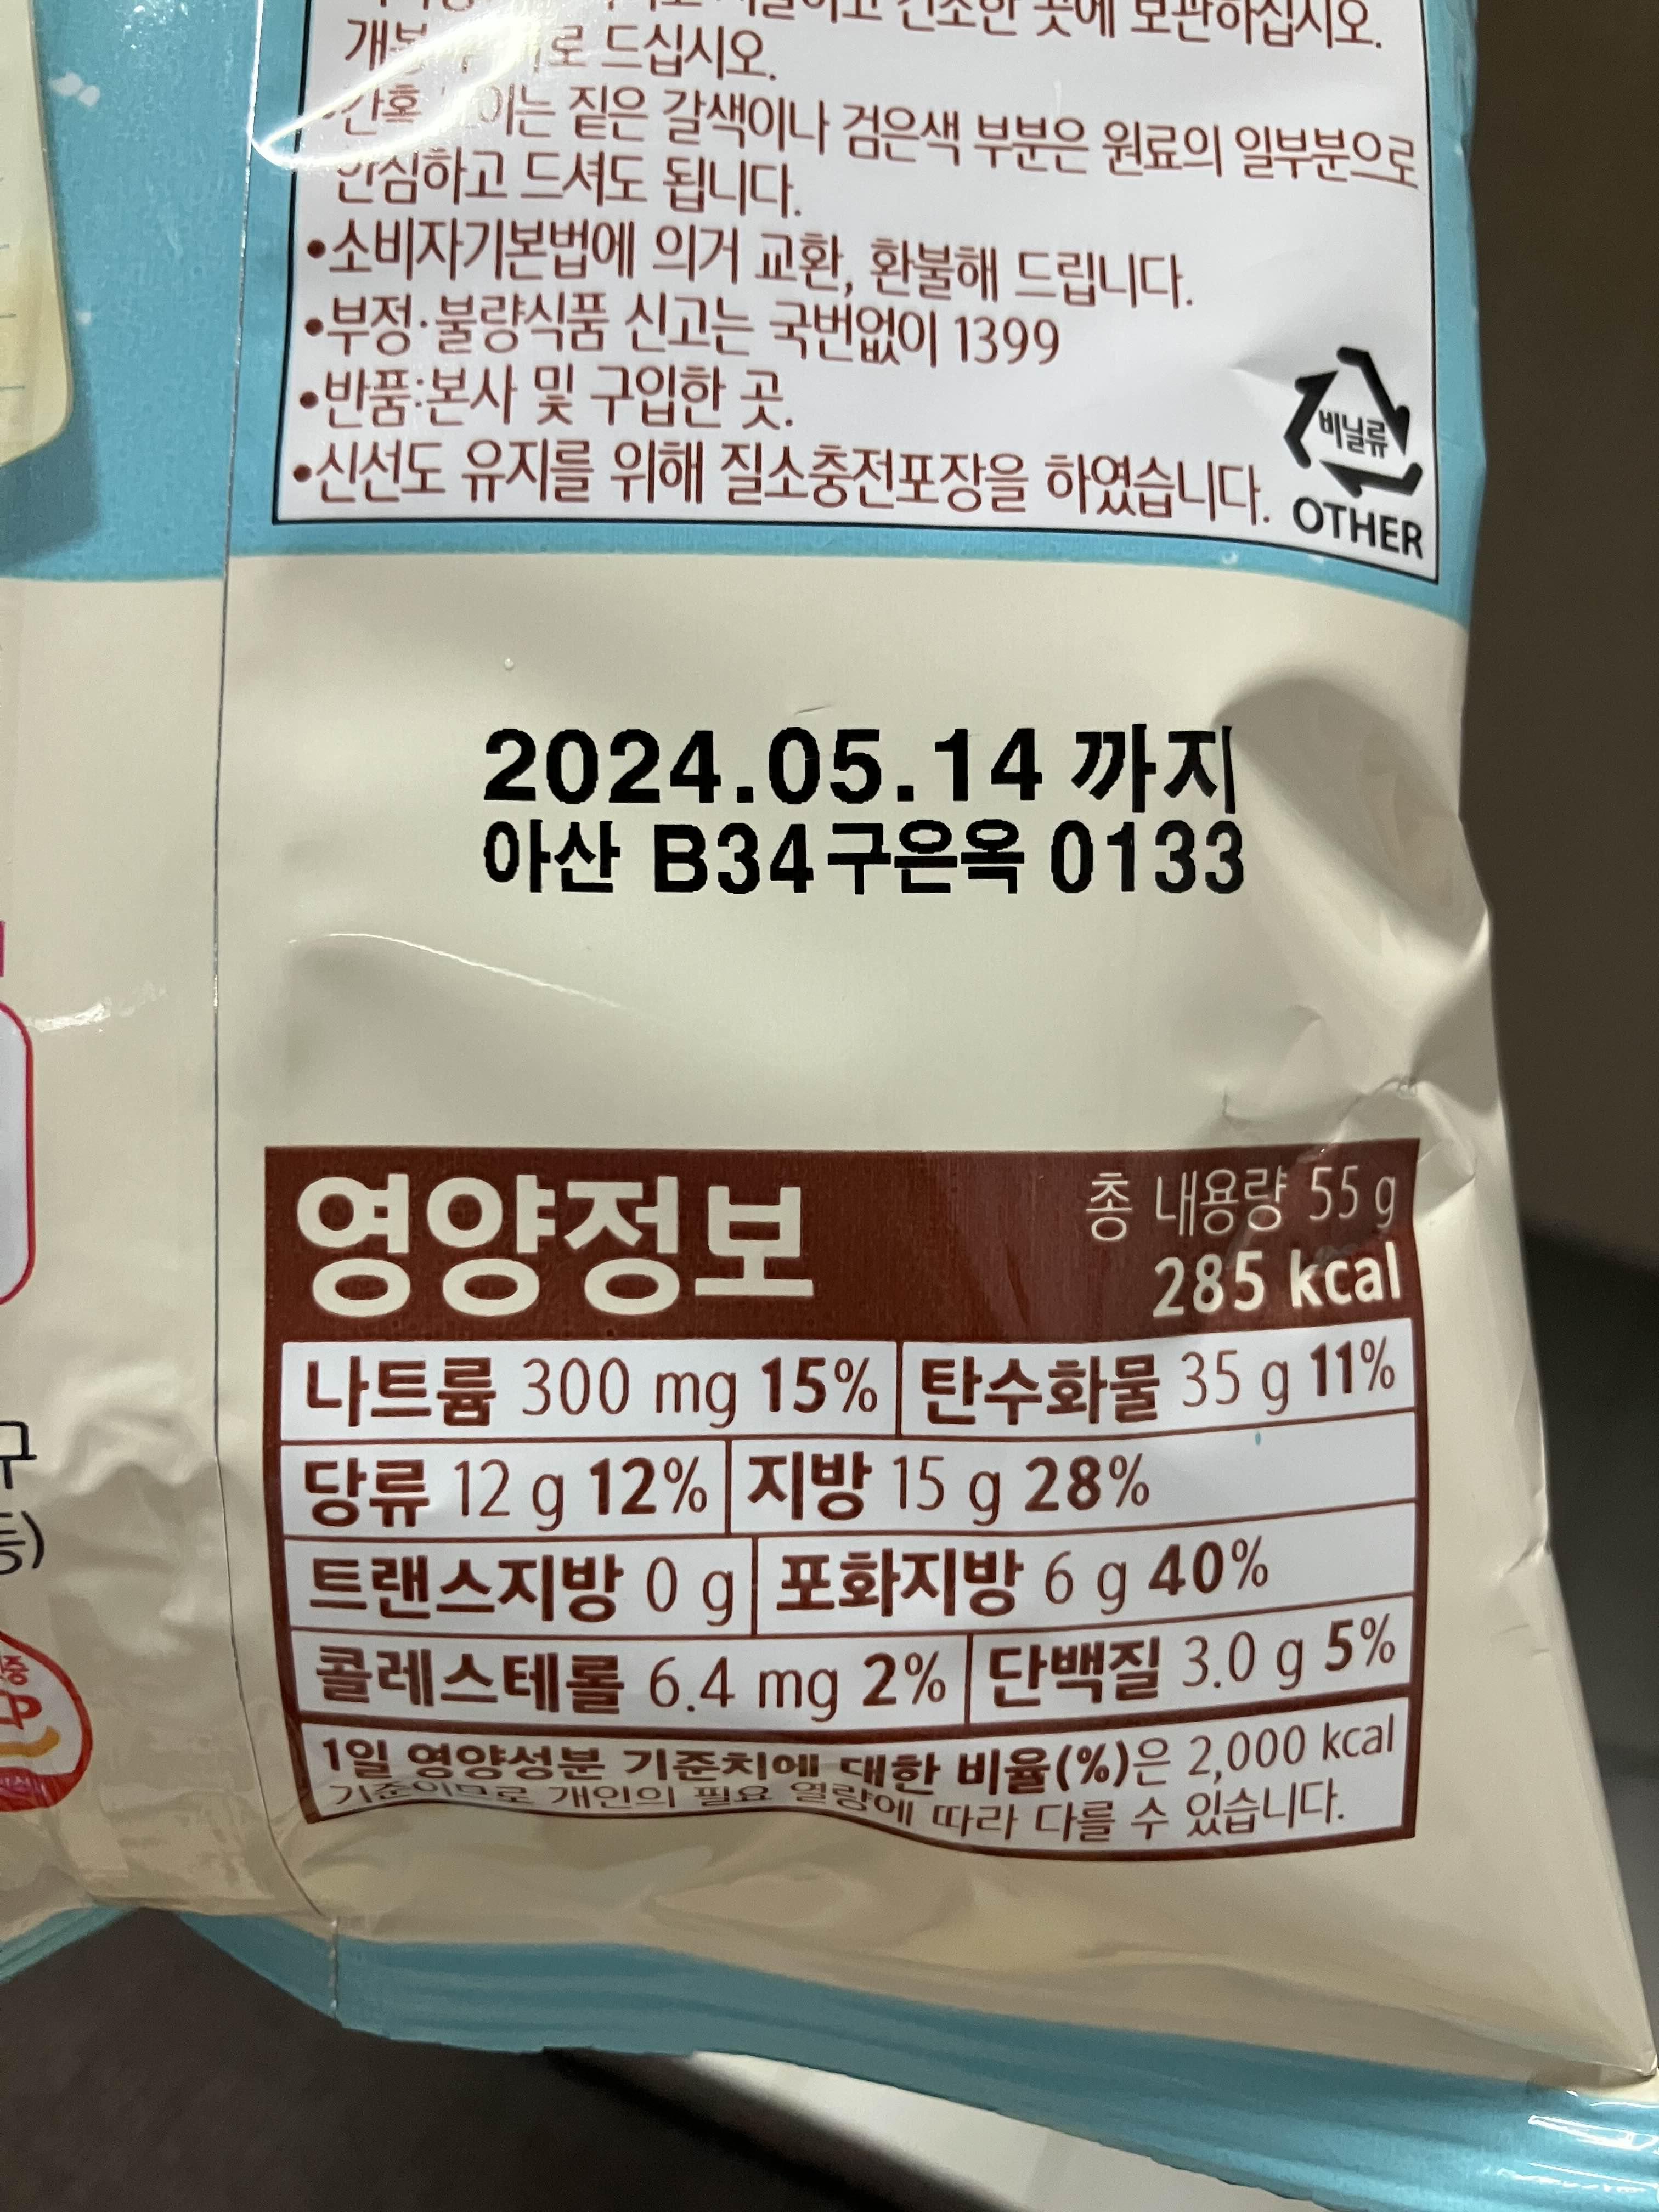 곳에 보관하십시오.
로 드십시오.
간혹 짙은 갈색이나 검은색 부분은 원료의 일부분으로
안심하고 드셔도 됩니다.
•소비자기본법에 의거 교환, 환불해 드립니다.
•부정·불량식품 신고는 국번없이 1399
•반품:본사 및 구입한 곳.
•신선도 유지를 위해 질소충전포장을 하였습니다.
비닐류
OTHER
2024.05.14 까지
아산 B34구은옥 0133
영양정보
총 내용량 55 g
285 kcal
나트륨 300 mg 15% 탄수화물 35 g 11%
당류 12 g 12% 지방 15 g 28%
트랜스지방 0 g 포화지방 6 g 40%
콜레스테롤 6.4 mg 2% 단백질 3.0 g 5%
1일 영양성분 기준치에 대한 비율(%)은 2,000 kcal
기준이므로 개인의 필요 열량에 따라 다를 수 있습니다.
구
등)